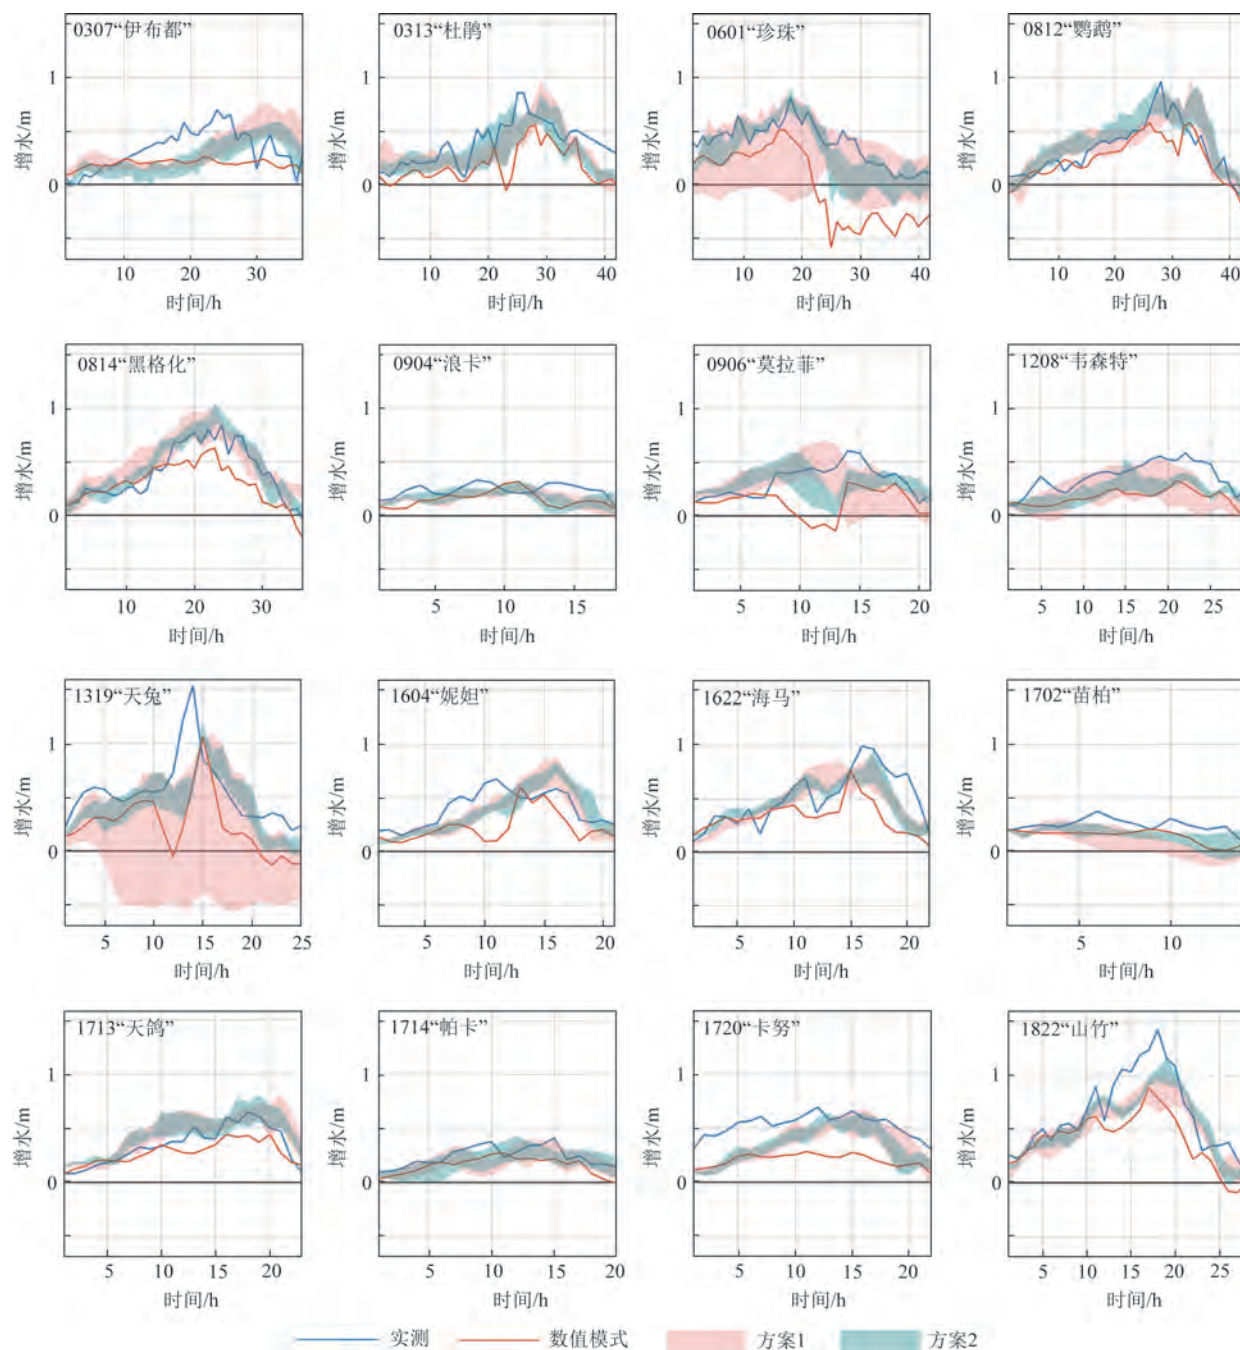 0307“伊布都”
增水/m
1
0
10 20 30
时间/h
0313“杜鹃”
增水/m
1
0
10 20 30 40
时间/h
0601“珍珠”
增水/m
1
0
10 20 30 40
时间/h
0812“鹦鹉”
增水/m
1
0
10 20 30 40
时间/h
0814“黑格化”
增水/m
1
0
10 20 30
时间/h
0904“浪卡”
增水/m
1
0
5 10 15
时间/h
0906“莫拉菲”
增水/m
1
0
5 10 15 20
时间/h
1208“韦森特”
增水/m
1
0
5 10 15 20 25
时间/h
1319“天兔”
增水/m
1
0
5 10 15 20 25
时间/h
1604“妮妲”
增水/m
1
0
5 10 15 20
时间/h
1622“海马”
增水/m
1
0
5 10 15 20
时间/h
1702“苗柏”
增水/m
1
0
5 10
时间/h
1713“天鸽”
增水/m
1
0
5 10 15 20
时间/h
1714“帕卡”
增水/m
1
0
5 10 15 20
时间/h
1720“卡努”
增水/m
1
0
5 10 15 20
时间/h
1822“山竹”
增水/m
1
0
5 10 15 20 25
时间/h
实测 数值模式 方案1 方案2